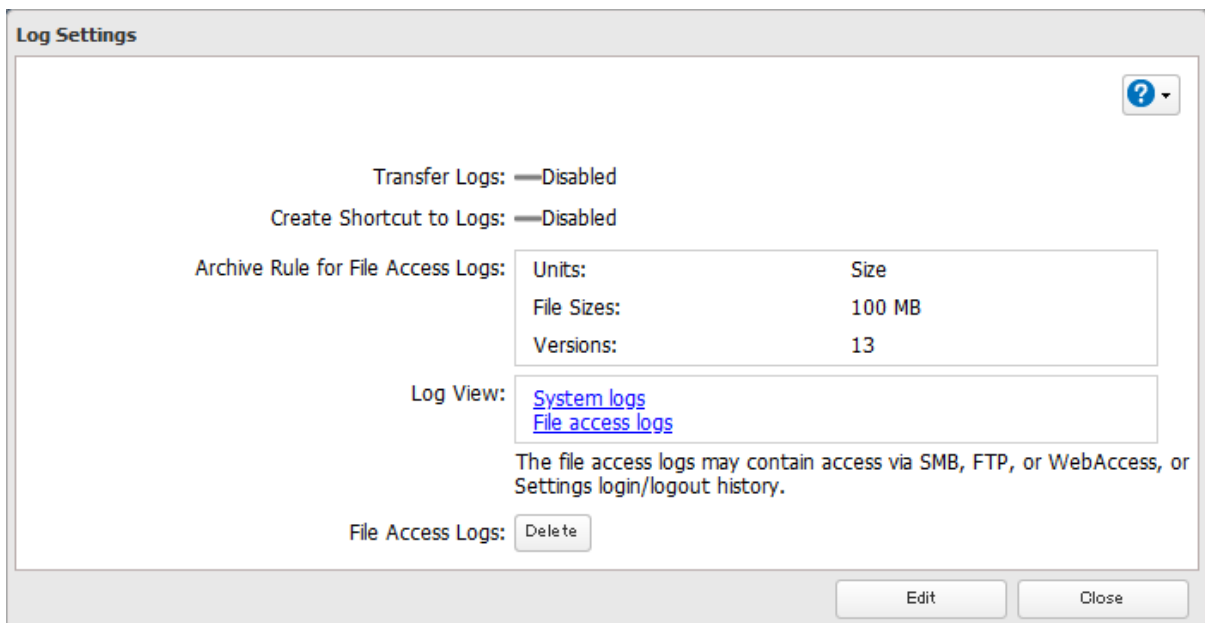 Log Settings
?
Transfer Logs: Disabled
Create Shortcut to Logs: Disabled
Archive Rule for File Access Logs: Units: Size
File Sizes: 100 MB
Versions: 13
Log View: System logs
File access logs
The file access logs may contain access via SMB, FTP, or WebAccess, or
Settings login/logout history.
File Access Logs: Delete
Edit Close